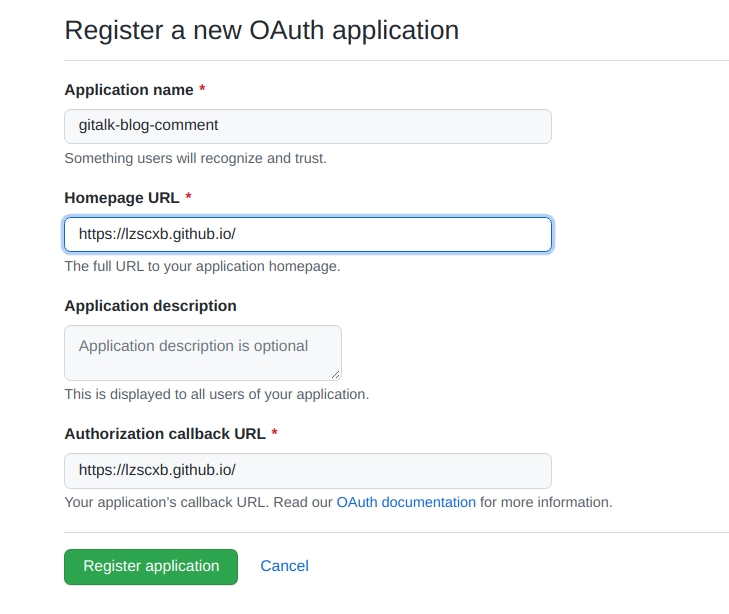 Register a new OAuth application
Application name *
gitalk-blog-comment
Something users will recognize and trust.
Homepage URL *
https://lzscxb.github.io/
The full URL to your application homepage.
Application description
Application description is optional
This is displayed to all users of your application.
Authorization callback URL *
https://lzscxb.github.io/
Your application’s callback URL. Read our OAuth documentation for more information.
Register application Cancel